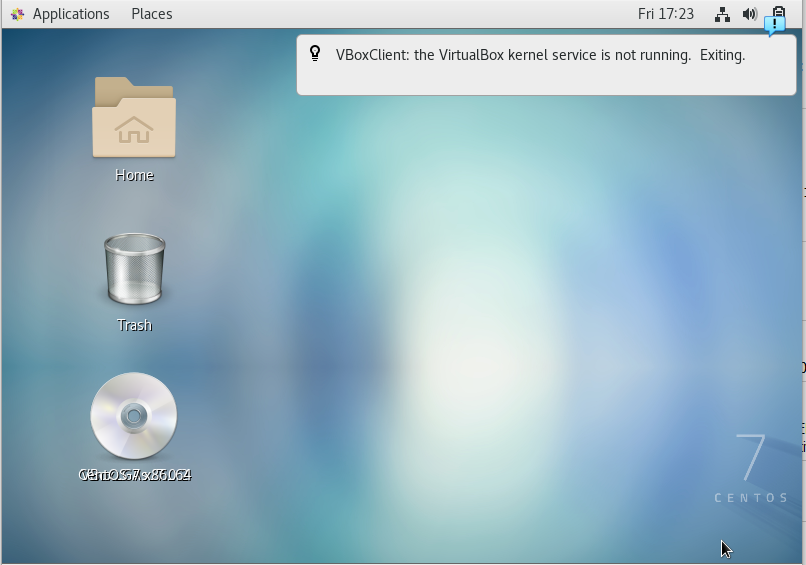 Applications Places Fri 17:23
VBoxClient: the VirtualBox kernel service is not running. Exiting.
Home
Trash
7
CENTOS